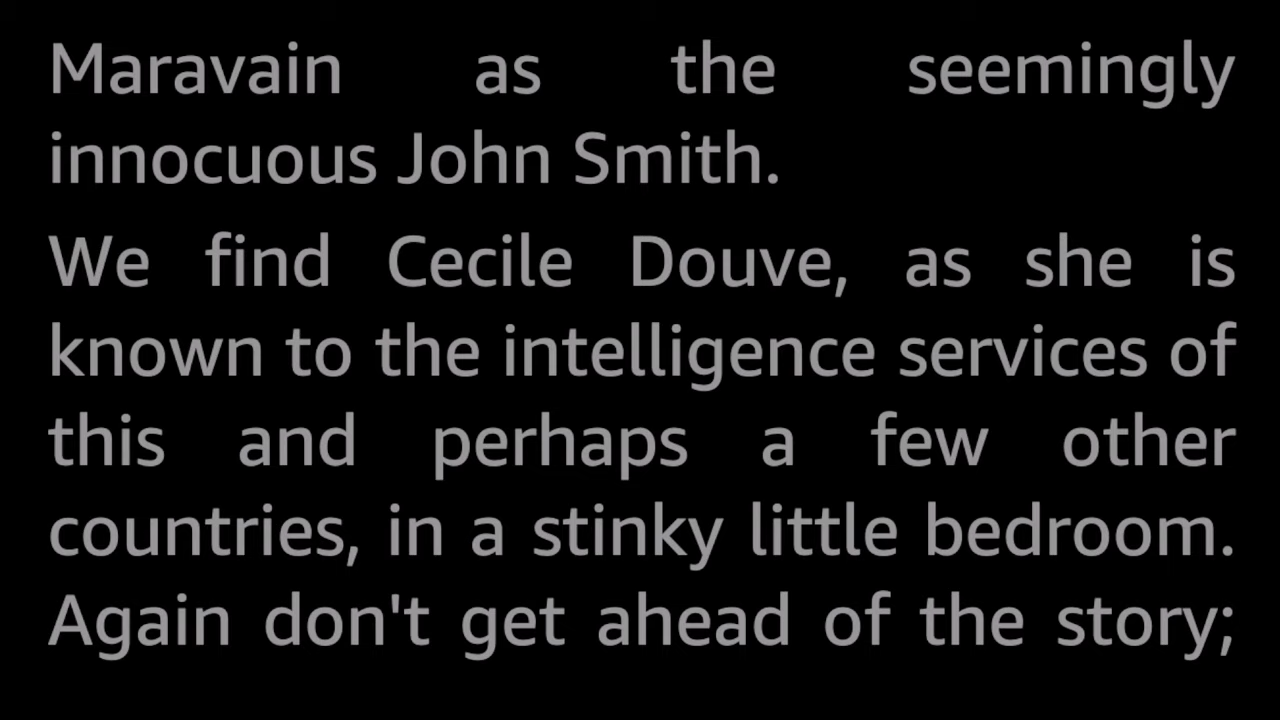 Maravain as the seemingly
innocuous John Smith.
We find Cecile Douve, as she is
known to the intelligence services of
this and perhaps a few other
countries, in a stinky little bedroom.
Again don't get ahead of the story;